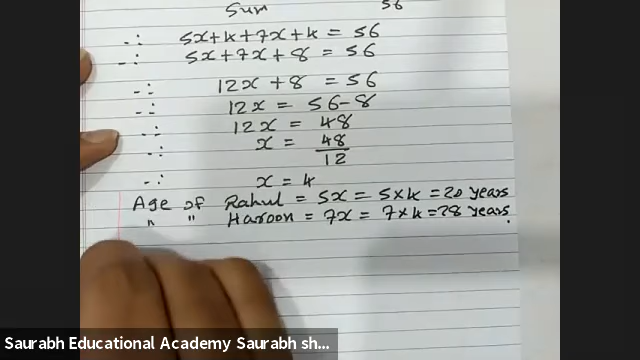 Sum 56
∴ 5x+4+7x+4 = 56
∴ 5x+7x+8 = 56
∴ 12x+8 = 56
∴ 12x = 56-8
∴ 12x = 48
∴ x = 48/12
∴ x = 4
Age of Rahul = 5x = 5×4 = 20 years
" " Haroon = 7x = 7×4 = 28 years.
Saurabh Educational Academy Saurabh sh...